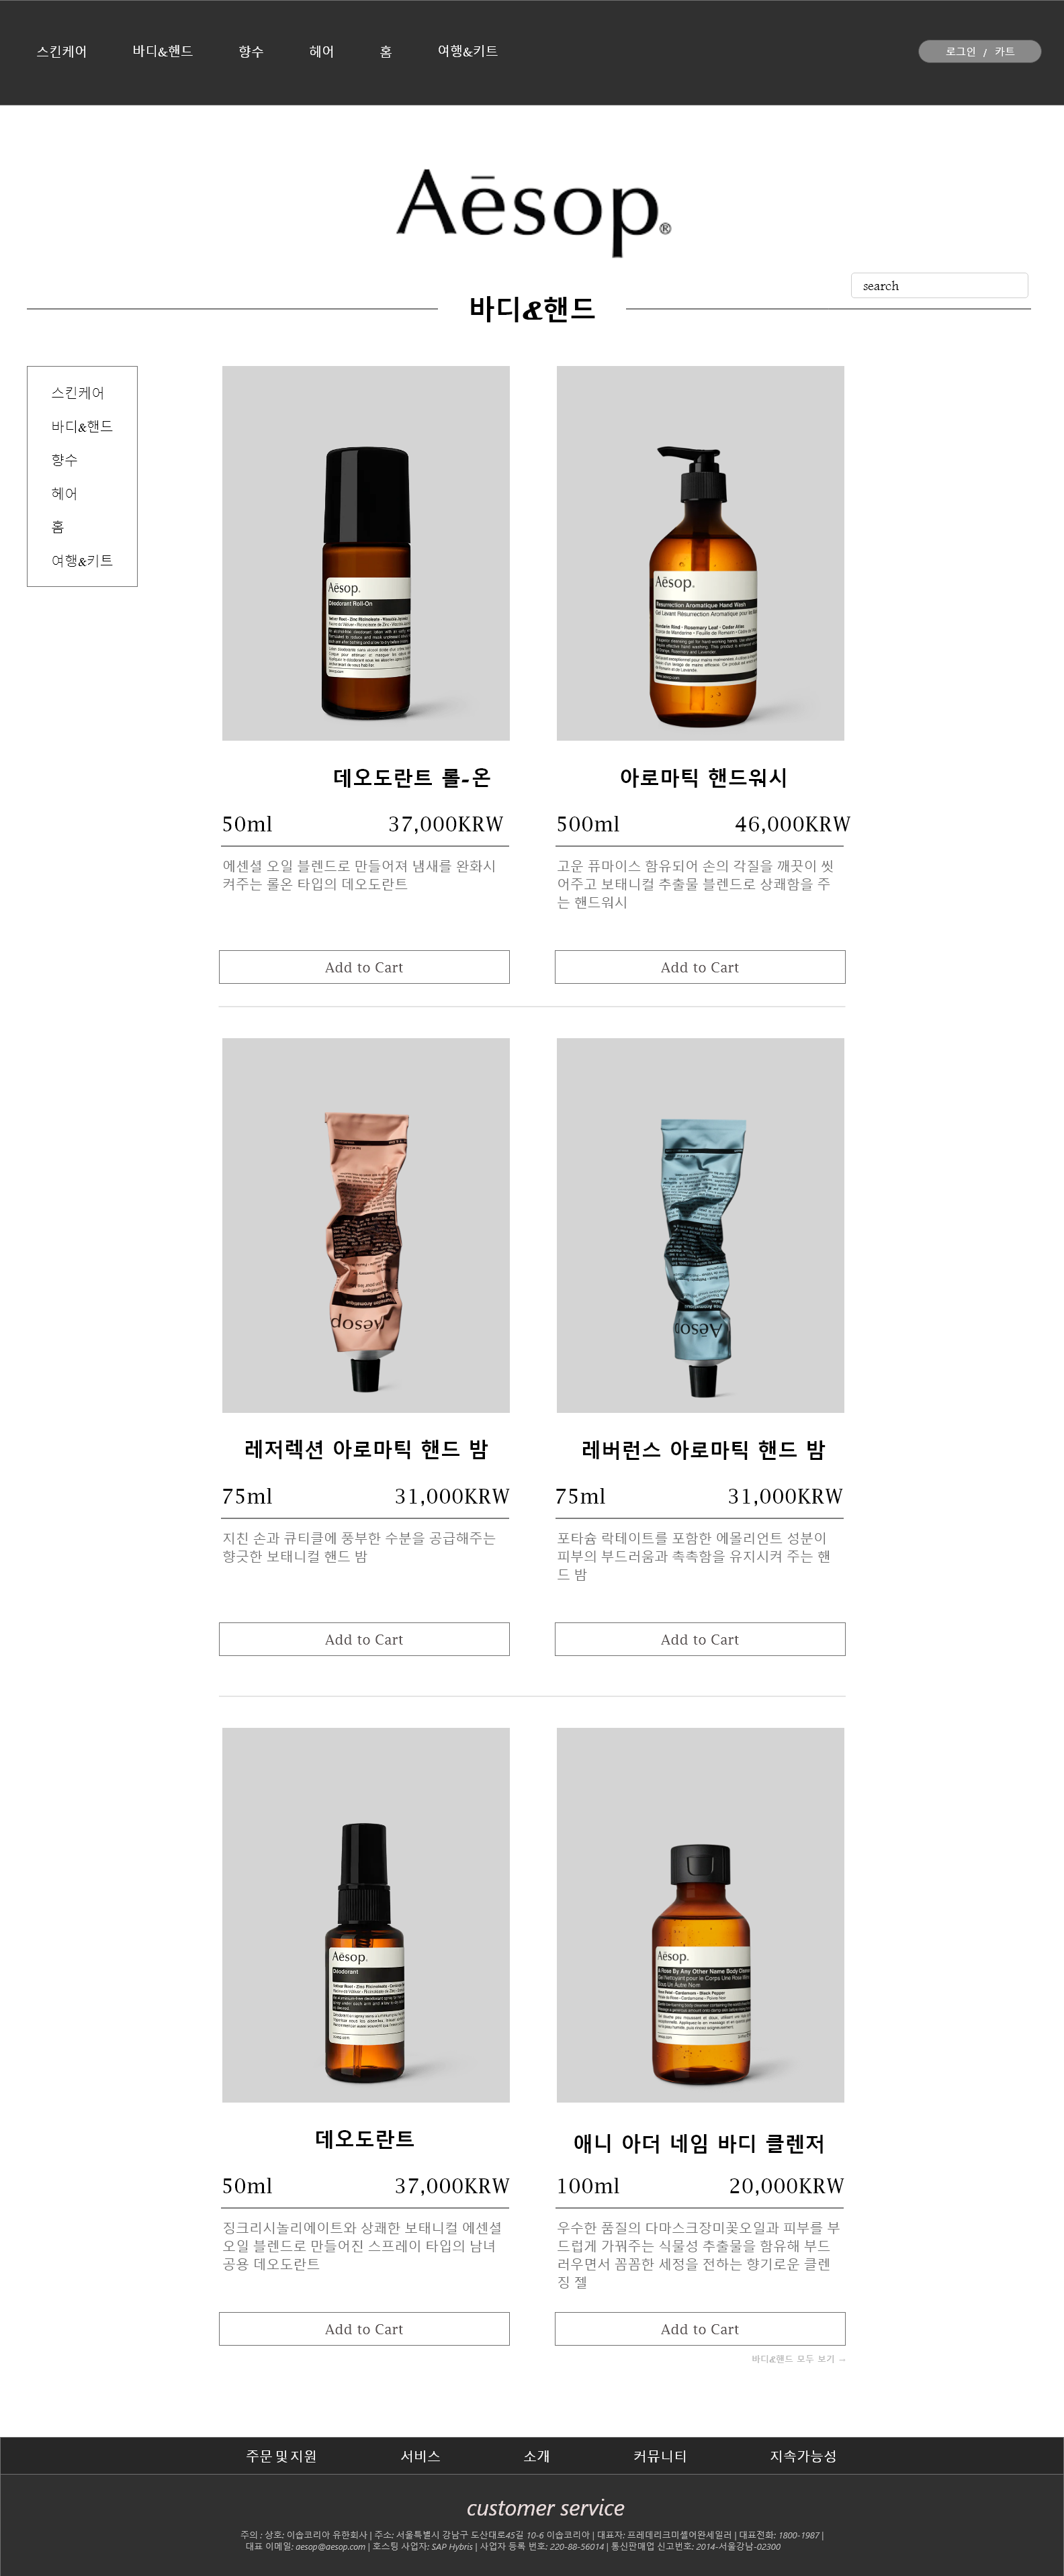 스킨케어 바디&핸드 향수 헤어 홈 여행&키트 로그인 / 카트
Aēsop®
search
바디&핸드
스킨케어
바디&핸드
향수
헤어
홈
여행&키트
Aēsop.
Deodorant Roll-On
Aēsop.
Resurrection Aromatique Hand Wash
데오도란트 롤-온
50ml 37,000KRW
에센셜 오일 블렌드로 만들어져 냄새를 완화시
켜주는 롤온 타입의 데오도란트
Add to Cart
아로마틱 핸드워시
500ml 46,000KRW
고운 퓨마이스 함유되어 손의 각질을 깨끗이 씻
어주고 보태니컬 추출물 블렌드로 상쾌함을 주
는 핸드워시
Add to Cart
Aēsop
Aēsop
레저렉션 아로마틱 핸드 밤
75ml 31,000KRW
지친 손과 큐티클에 풍부한 수분을 공급해주는
향긋한 보태니컬 핸드 밤
Add to Cart
레버런스 아로마틱 핸드 밤
75ml 31,000KRW
포타슘 락테이트를 포함한 에몰리언트 성분이
피부의 부드러움과 촉촉함을 유지시켜 주는 핸
드 밤
Add to Cart
Aēsop.
Déodorant
Aēsop.
A Rose By Any Other Name Body Cleanser
데오도란트
50ml 37,000KRW
징크리시놀리에이트와 상쾌한 보태니컬 에센셜
오일 블렌드로 만들어진 스프레이 타입의 남녀
공용 데오도란트
Add to Cart
애니 아더 네임 바디 클렌저
100ml 20,000KRW
우수한 품질의 다마스크장미꽃오일과 피부를 부
드럽게 가꿔주는 식물성 추출물을 함유해 부드
러우면서 꼼꼼한 세정을 전하는 향기로운 클렌
징 젤
Add to Cart
바디&핸드 모두 보기 →
주문 및 지원 서비스 소개 커뮤니티 지속가능성
customer service
주의 : 상호: 이솝코리아 유한회사 | 주소: 서울특별시 강남구 도산대로45길 10-6 이솝코리아 | 대표자: 프레데리크미셸어완세일러 | 대표전화: 1800-1987 |
대표 이메일: aesop@aesop.com | 호스팅 사업자: SAP Hybris | 사업자 등록 번호: 220-88-56014 | 통신판매업 신고번호: 2014-서울강남-02300